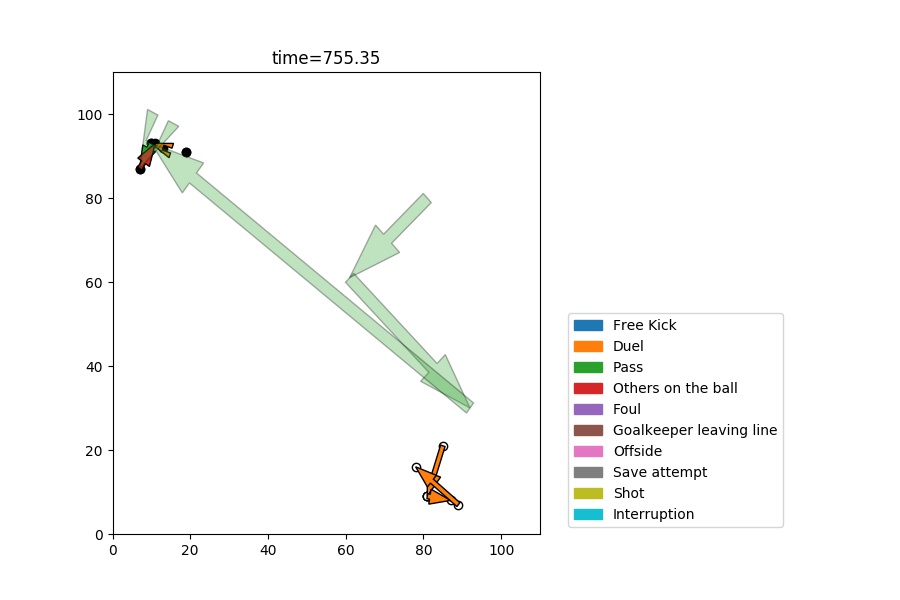 time=755.35
100
80
60
40
20
0
0 20 40 60 80 100
Free Kick
Duel
Pass
Others on the ball
Foul
Goalkeeper leaving line
Offside
Save attempt
Shot
Interruption